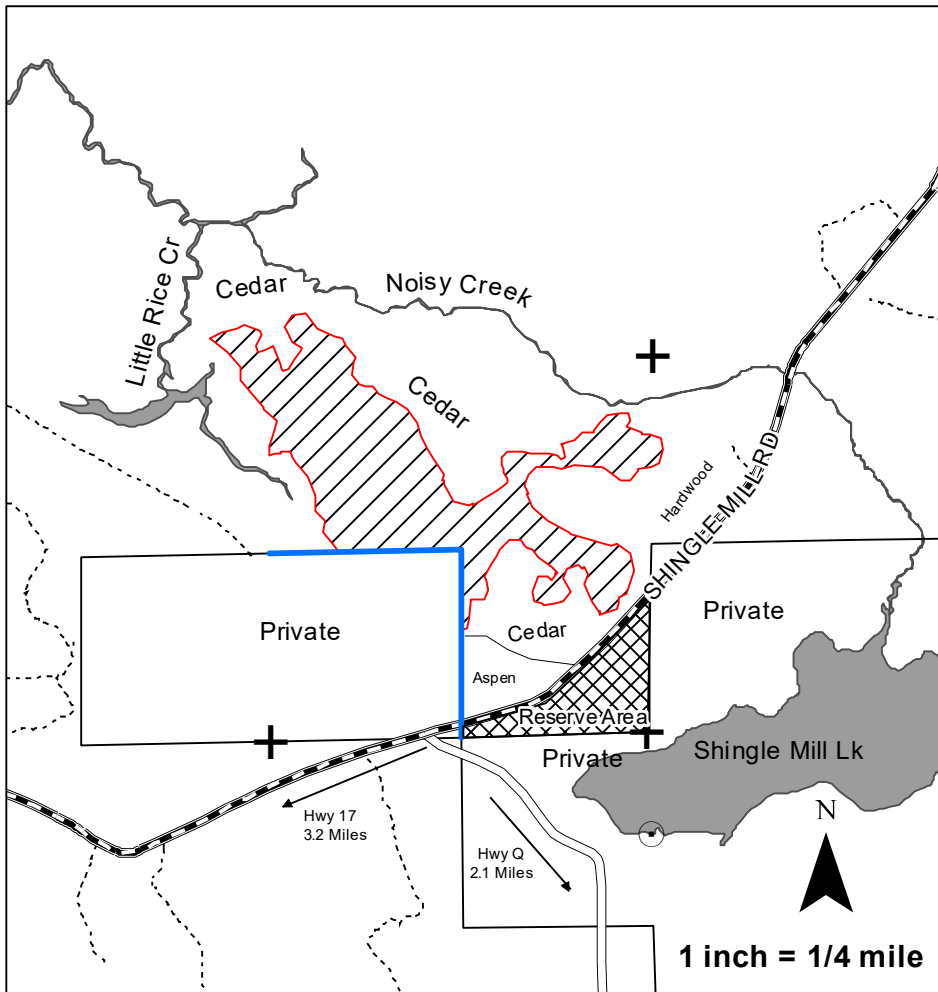 Little Rice Cr
Cedar
Noisy Creek
Cedar
Hardwood
SHINGLE MILL RD
Private
Private
Cedar
Aspen
Reserve Area
Private
Shingle Mill Lk
Hwy 17
3.2 Miles
Hwy Q
2.1 Miles
N
1 inch = 1/4 mile